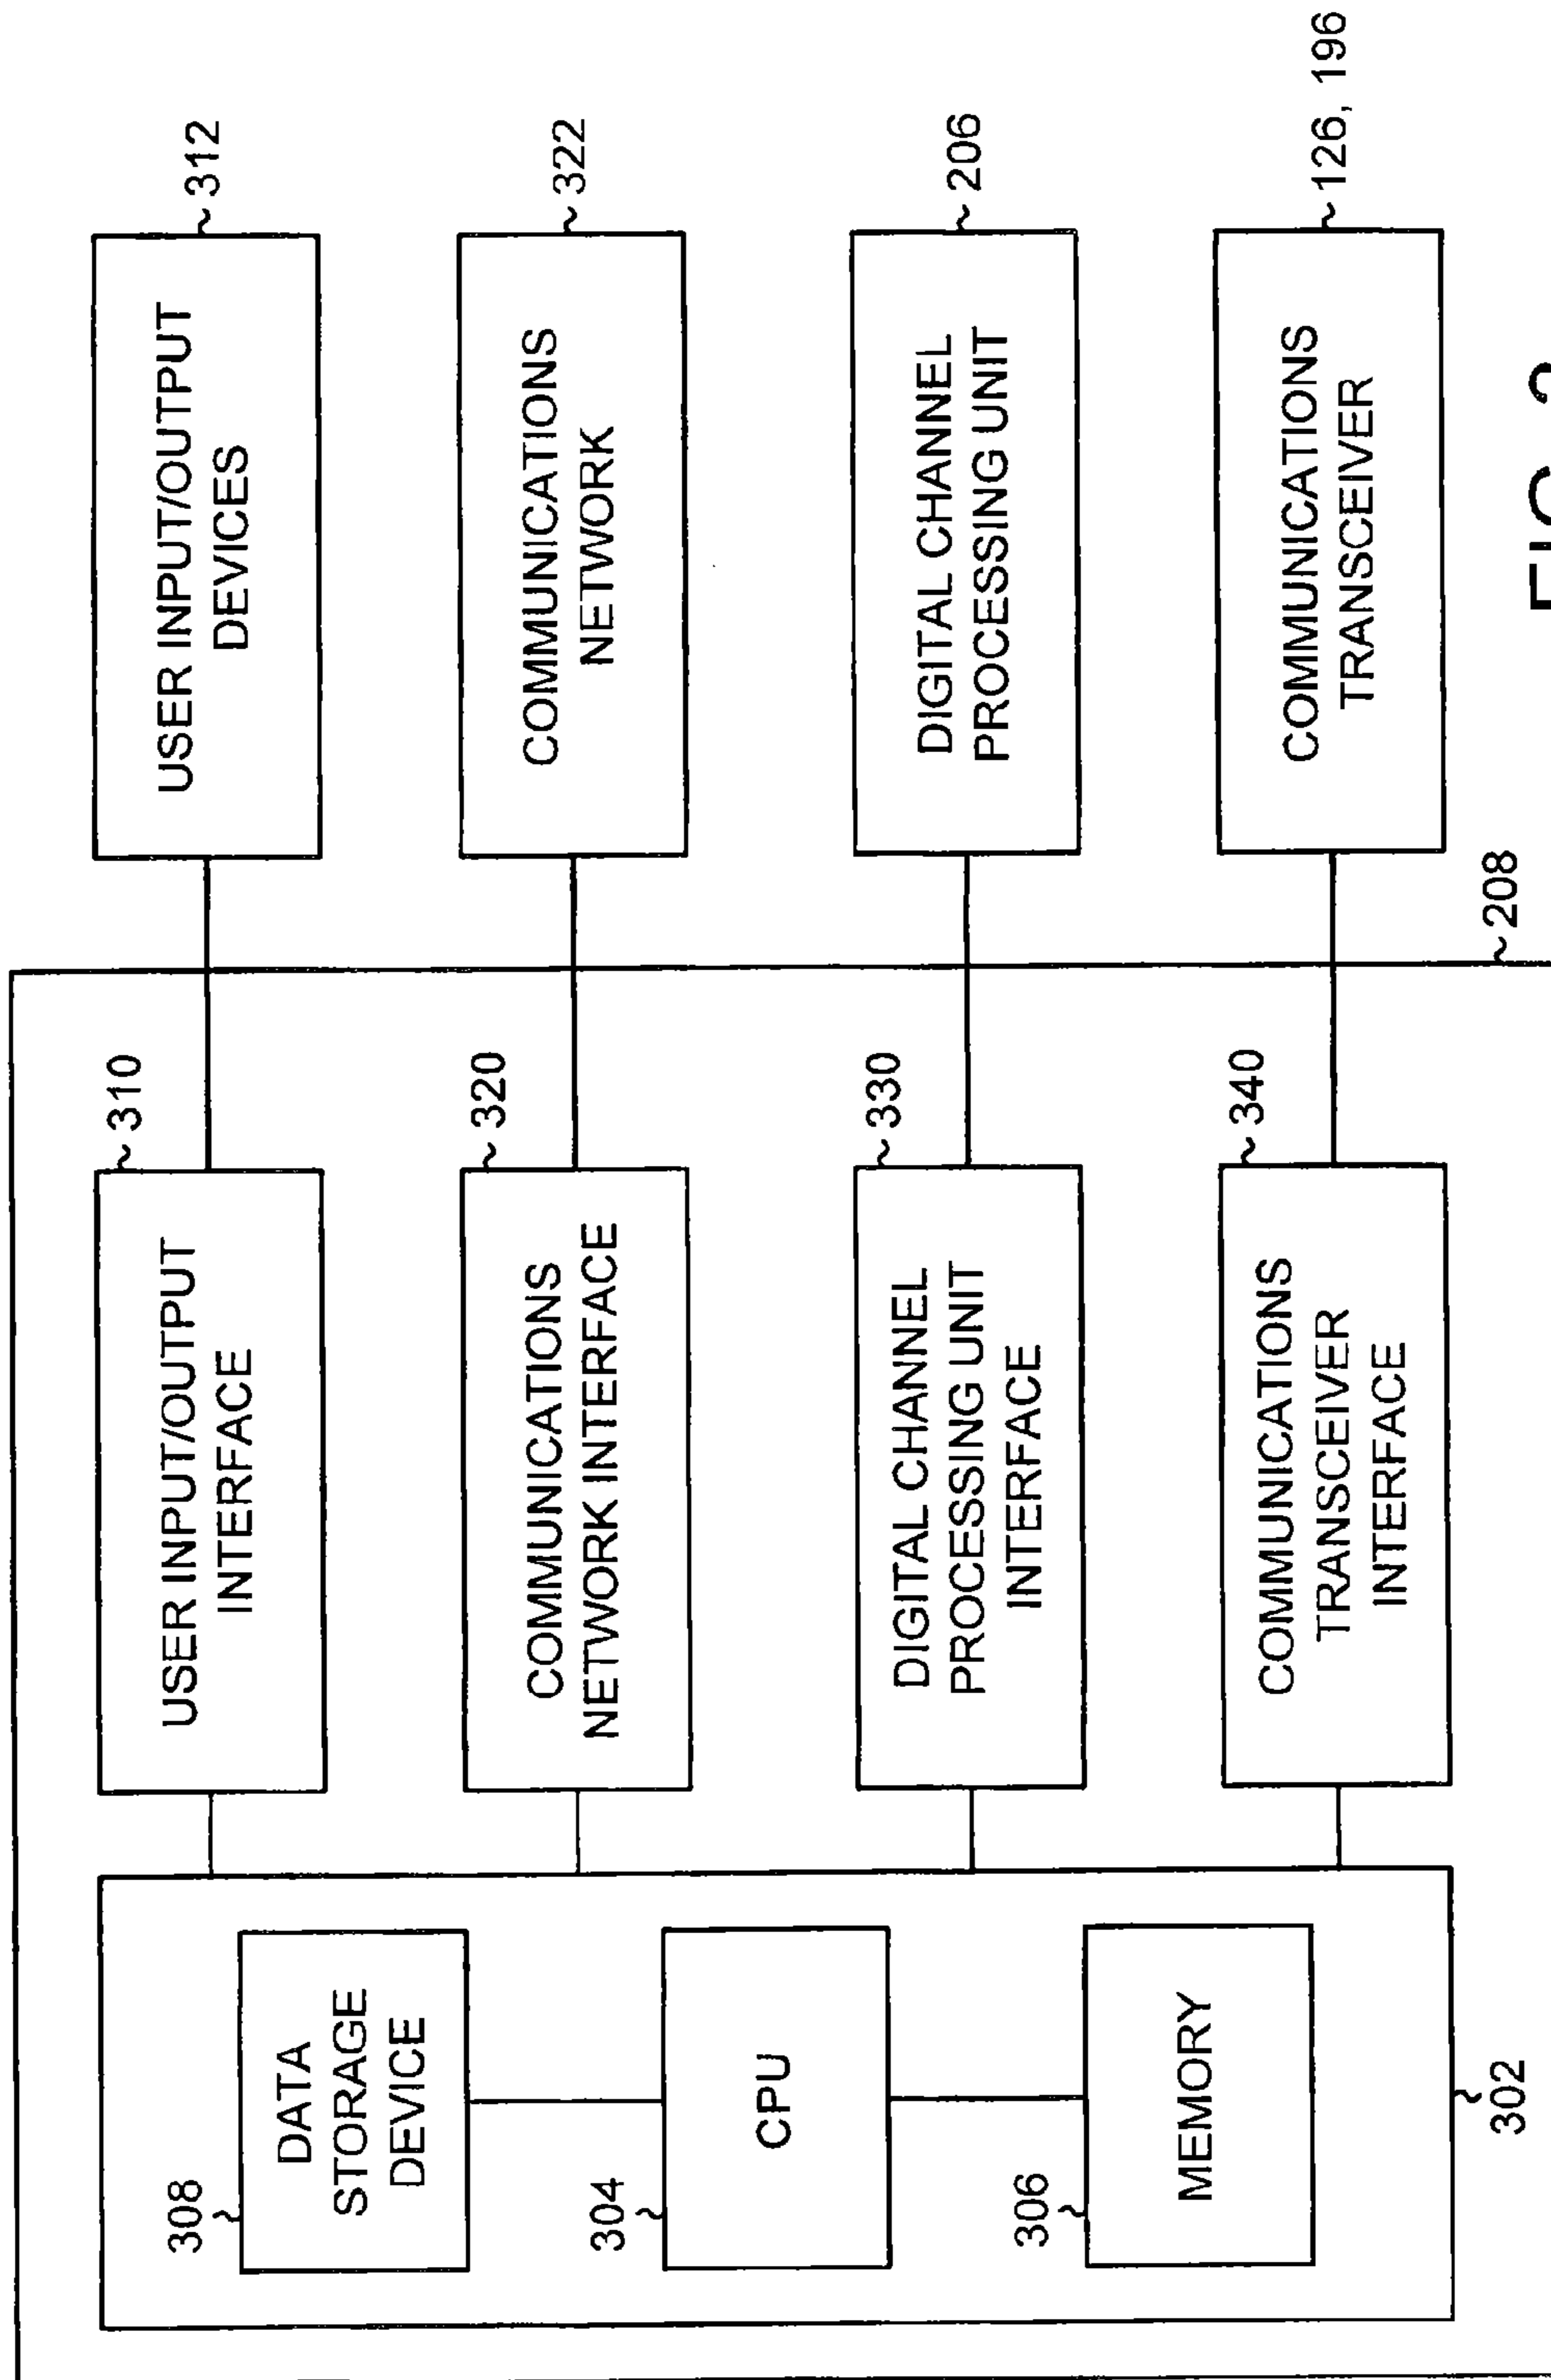 308
DATA
STORAGE
DEVICE
304
CPU
306
MEMORY
302
310
USER INPUT/OUTPUT
INTERFACE
312
USER INPUT/OUTPUT
DEVICES
320
COMMUNICATIONS
NETWORK INTERFACE
322
COMMUNICATIONS
NETWORK
330
DIGITAL CHANNEL
PROCESSING UNIT
INTERFACE
206
DIGITAL CHANNEL
PROCESSING UNIT
340
COMMUNICATIONS
TRANSCEIVER
INTERFACE
126, 196
COMMUNICATIONS
TRANSCEIVER
208
FIG